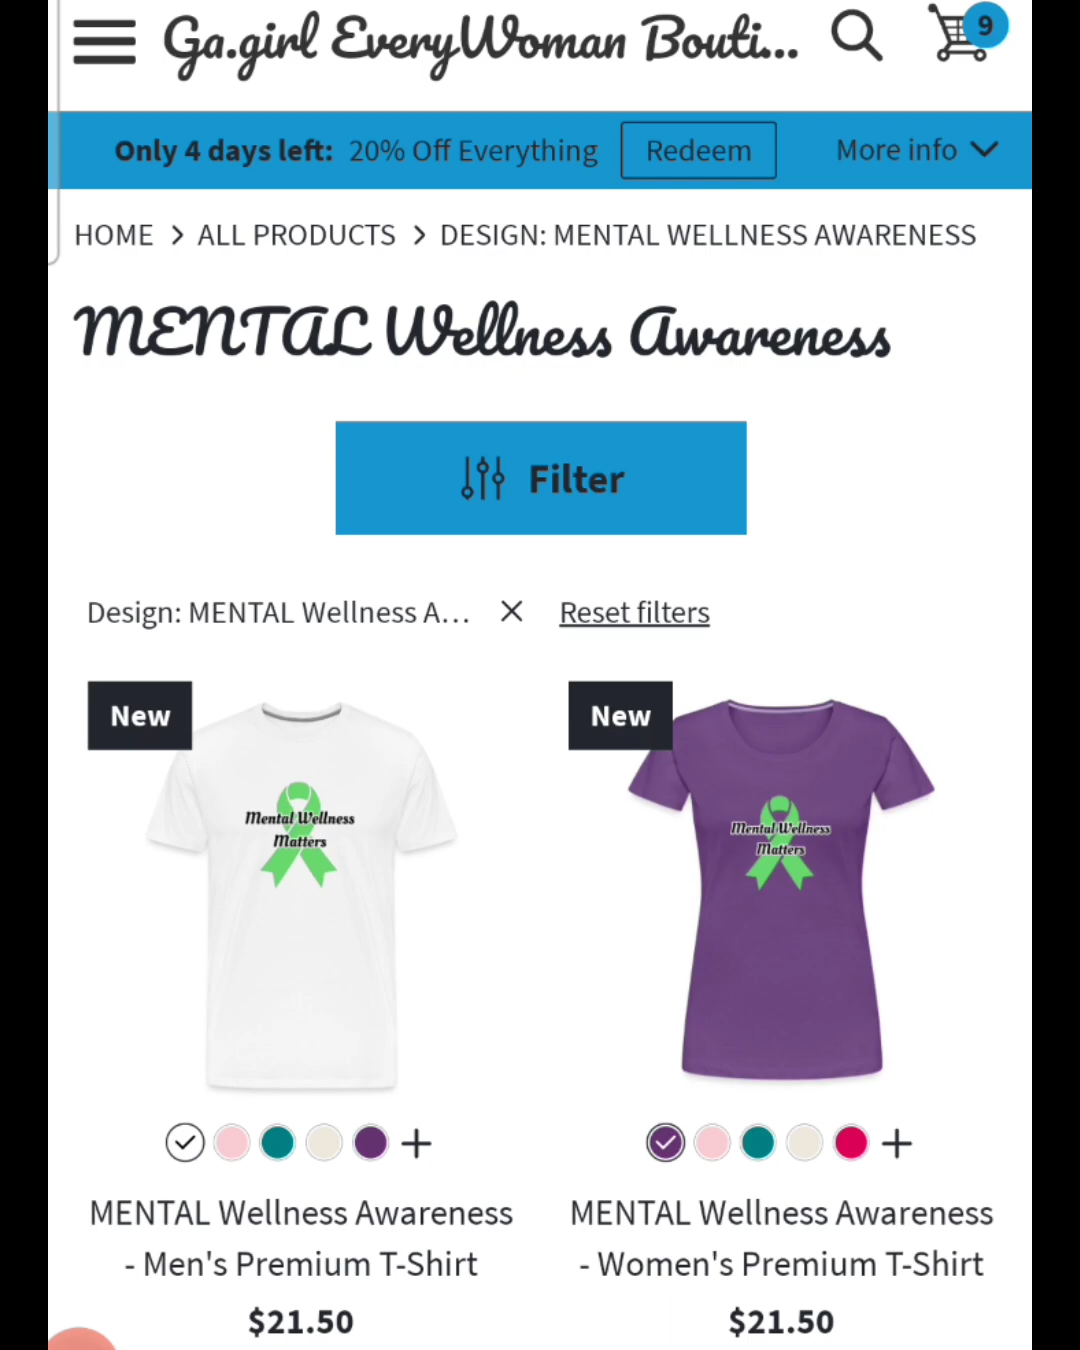 Ga.girl EveryWoman Bouti...
9
Only 4 days left: 20% Off Everything Redeem More info
HOME > ALL PRODUCTS > DESIGN: MENTAL WELLNESS AWARENESS
MENTAL Wellness Awareness
Filter
Design: MENTAL Wellness A... × Reset filters
New
Mental Wellness
Matters
New
Mental Wellness
Matters
MENTAL Wellness Awareness
- Men's Premium T-Shirt
$21.50
MENTAL Wellness Awareness
- Women's Premium T-Shirt
$21.50